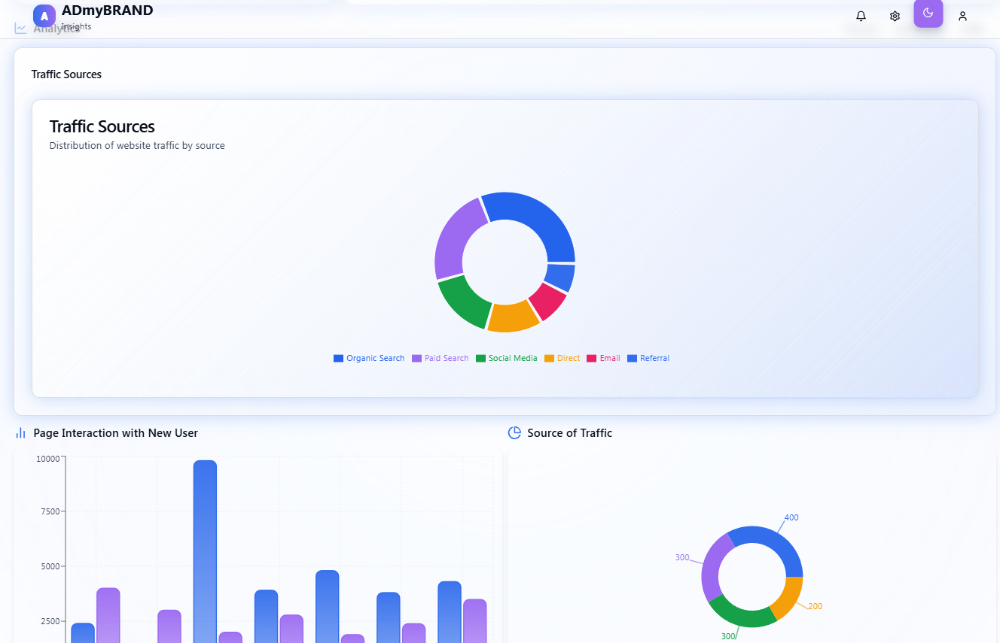 A
ADmyBRAND
Insights
Analytics
Traffic Sources
Traffic Sources
Distribution of website traffic by source
Organic Search Paid Search Social Media Direct Email Referral
Page Interaction with New User
Source of Traffic
10000
7500
5000
2500
400
300
200
300